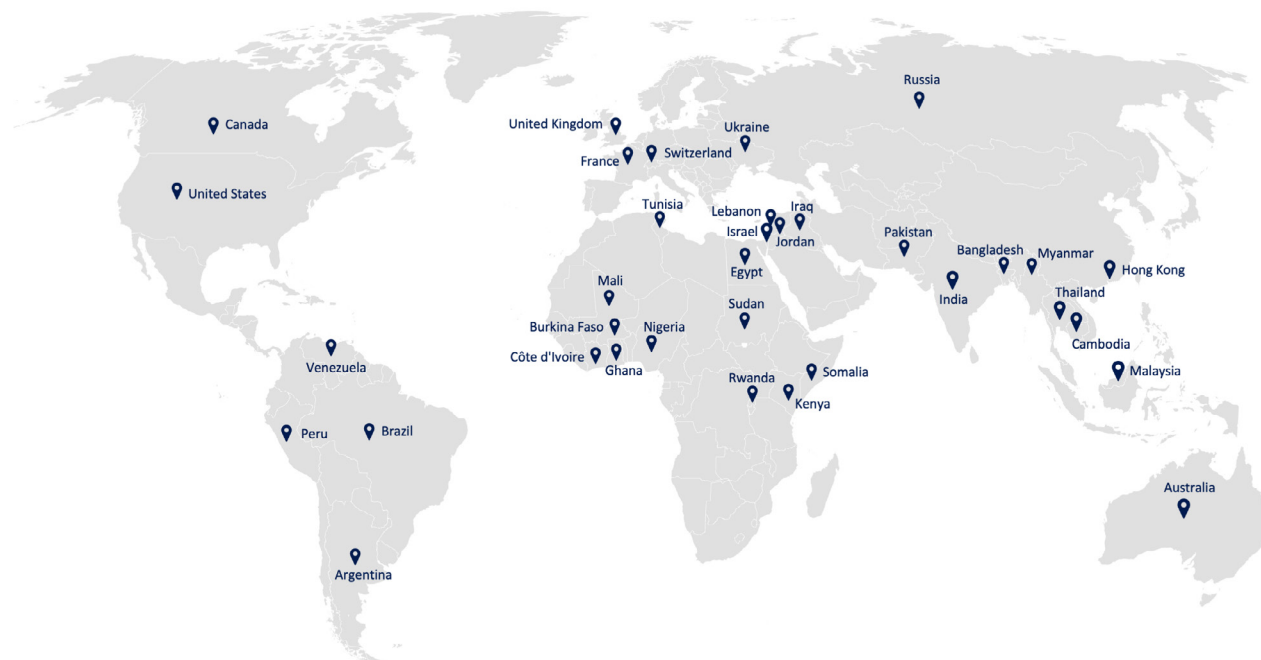 Russia
Canada
United Kingdom
Ukraine
Switzerland
France
United States
Tunisia
Lebanon
Iraq
Israel
Jordan
Pakistan
Bangladesh
Myanmar
Egypt
Hong Kong
Mali
India
Thailand
Sudan
Burkina Faso
Nigeria
Cambodia
Côte d'Ivoire
Ghana
Venezuela
Somalia
Malaysia
Rwanda
Kenya
Peru
Brazil
Australia
Argentina